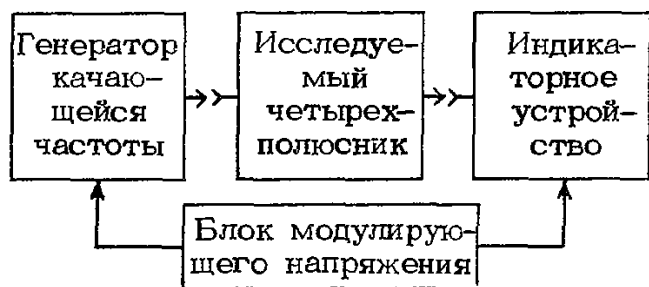 Генератор
качаю-
щейся
частоты
Исследуе-
мый
четырех-
полюсник
Индика-
торное
устрой-
ство
Блок модулирую-
щего напряжения